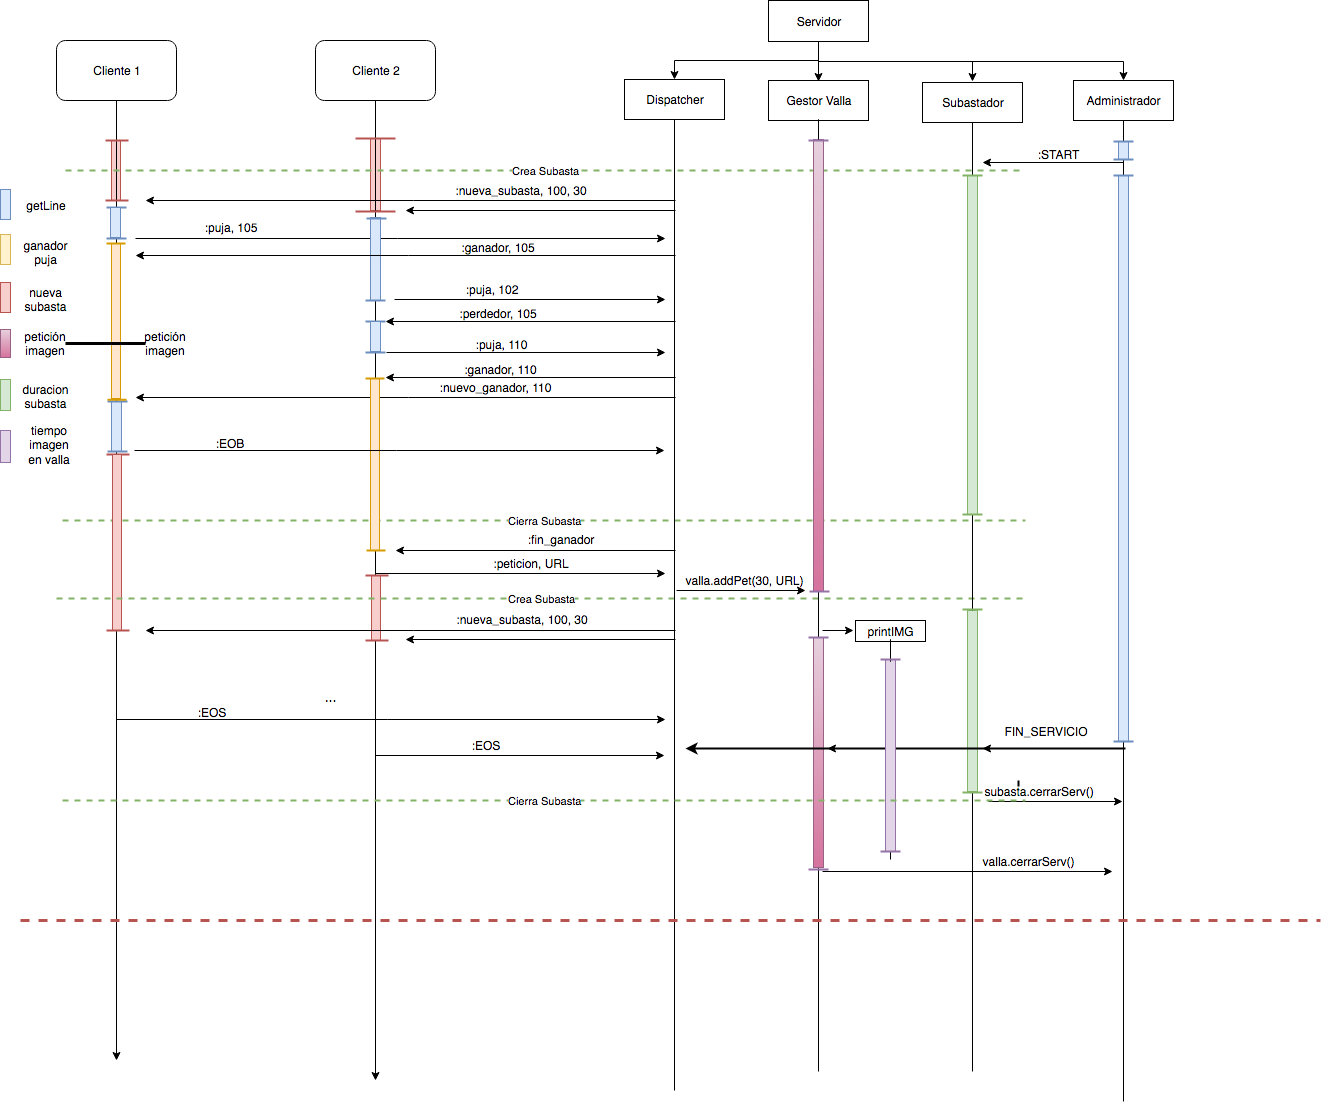 Servidor
Cliente 1
Cliente 2
Dispatcher
Gestor Valla
Subastador
Administrador
:START
Crea Subasta
:nueva_subasta, 100, 30
getLine
:puja, 105
ganador
puja
:ganador, 105
:puja, 102
nueva
subasta
:perdedor, 105
petición
imagen
petición
imagen
:puja, 110
:ganador, 110
:nuevo_ganador, 110
duracion
subasta
tiempo
imagen
en valla
:EOB
Cierra Subasta
:fin_ganador
:peticion, URL
valla.addPet(30, URL)
Crea Subasta
:nueva_subasta, 100, 30
printIMG
...
:EOS
FIN_SERVICIO
:EOS
subasta.cerrarServ()
Cierra Subasta
valla.cerrarServ()